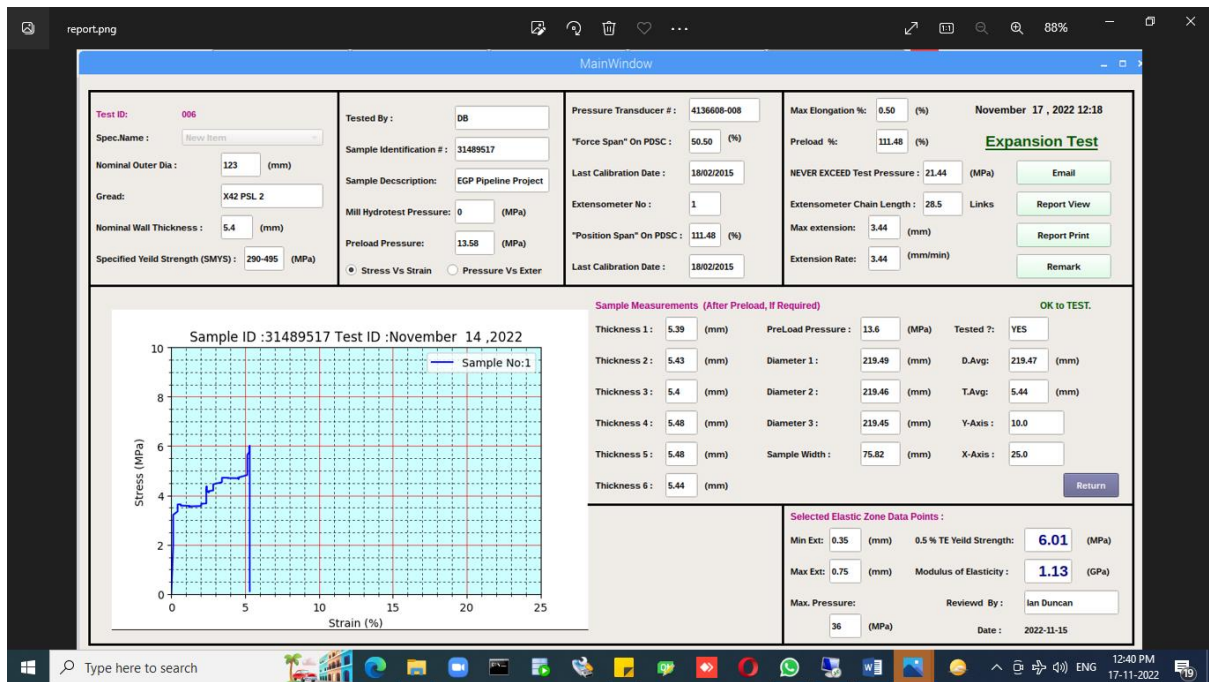 report.png
88%
MainWindow
Test ID: 006
Spec.Name : New Item
Nominal Outer Dia : 123 (mm)
Gread: X42 PSL 2
Nominal Wall Thickness : 5.4 (mm)
Specified Yeild Strength (SMYS) : 290-495 (MPa)
Tested By : DB
Sample Identification # : 31489517
Sample Decscription: EGP Pipeline Project
Mill Hydrotest Pressure: 0 (MPa)
Preload Pressure: 13.58 (MPa)
Stress Vs Strain Pressure Vs Exter
Pressure Transducer # : 4136608-008
"Force Span" On PDSC : 50.50 (%)
Last Calibration Date : 18/02/2015
Extensometer No : 1
"Position Span" On PDSC : 111.48 (%)
Last Calibration Date : 18/02/2015
Max Elongation %: 0.50 (%)
Preload %: 111.48 (%)
NEVER EXCEED Test Pressure : 21.44 (MPa)
Extensometer Chain Length : 28.5 Links
Max extension: 3.44 (mm)
Extension Rate: 3.44 (mm/min)
November 17 , 2022 12:18
Expansion Test
Email
Report View
Report Print
Remark
Sample ID :31489517 Test ID :November 14 ,2022
Sample No:1
Stress (MPa)
10
8
6
4
2
0
0 5 10 15 20 25
Strain (%)
Sample Measurements (After Preload, If Required) OK to TEST.
Thickness 1 : 5.39 (mm) PreLoad Pressure : 13.6 (MPa) Tested ?: YES
Thickness 2 : 5.43 (mm) Diameter 1 : 219.49 (mm) D.Avg: 219.47 (mm)
Thickness 3 : 5.4 (mm) Diameter 2 : 219.46 (mm) T.Avg: 5.44 (mm)
Thickness 4 : 5.48 (mm) Diameter 3 : 219.45 (mm) Y-Axis : 10.0
Thickness 5 : 5.48 (mm) Sample Width : 75.82 (mm) X-Axis : 25.0
Thickness 6 : 5.44 (mm) Return
Selected Elastic Zone Data Points :
Min Ext: 0.35 (mm) 0.5 % TE Yeild Strength: 6.01 (MPa)
Max Ext: 0.75 (mm) Modulus of Elasticity : 1.13 (GPa)
Max. Pressure: Reviewd By : Ian Duncan
36 (MPa) Date : 2022-11-15
Type here to search
ENG
12:40 PM
17-11-2022
19